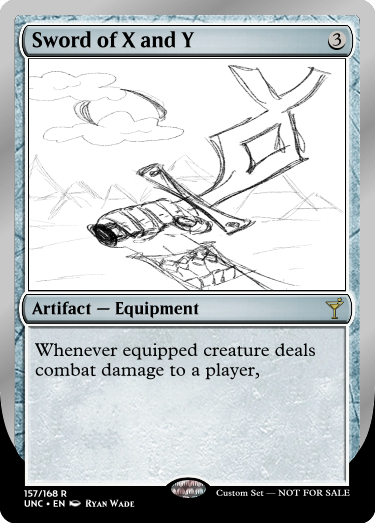 Sword of X and Y 3
Artifact — Equipment
Whenever equipped creature deals
combat damage to a player,
157/168 R
UNC • EN RYAN WADE
Custom Set — NOT FOR SALE